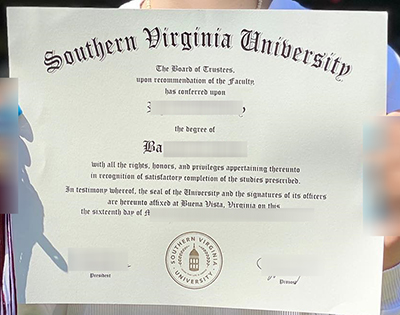 Southern Virginia University
The Board of Trustees,
upon recommendation of the Faculty,
has conferred upon
the degree of
Ba
with all the rights, honors, and privileges appertaining thereunto
in recognition of satisfactory completion of the studies prescribed.
In testimony whereof, the seal of the University and the signatures of its officers
are hereunto affixed at Buena Vista, Virginia on this
the sixteenth day of M
SOUTHERN VIRGINIA
UNIVERSITY
President